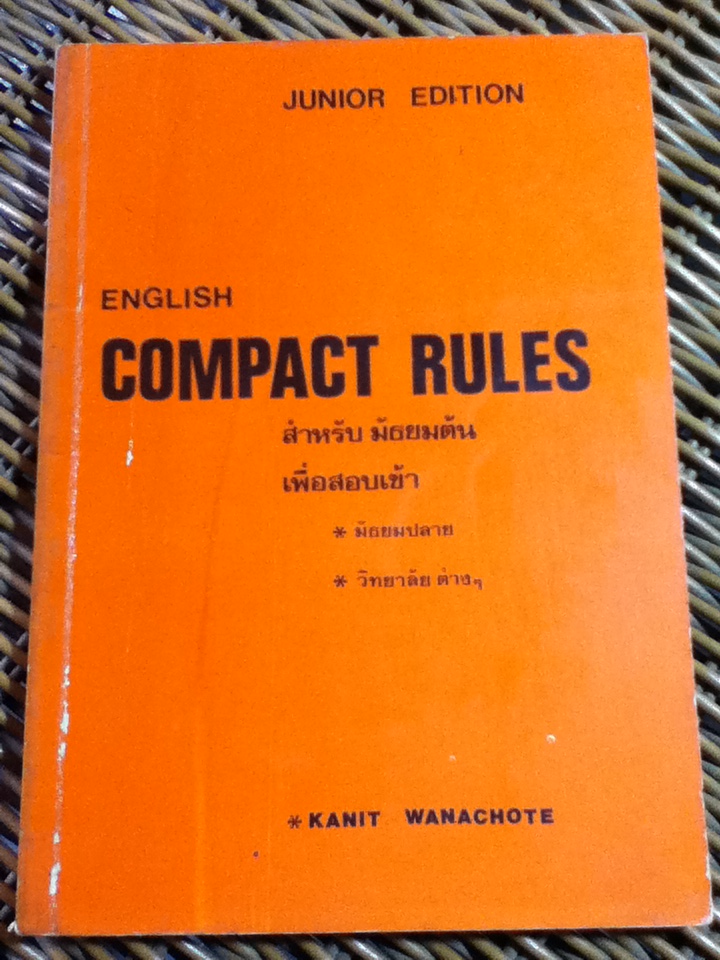 JUNIOR EDITION
ENGLISH
COMPACT RULES
สำหรับ มัธยมต้น
เพื่อสอบเข้า
* มัธยมปลาย
* วิทยาลัย ต่างๆ
* KANIT WANACHOTE